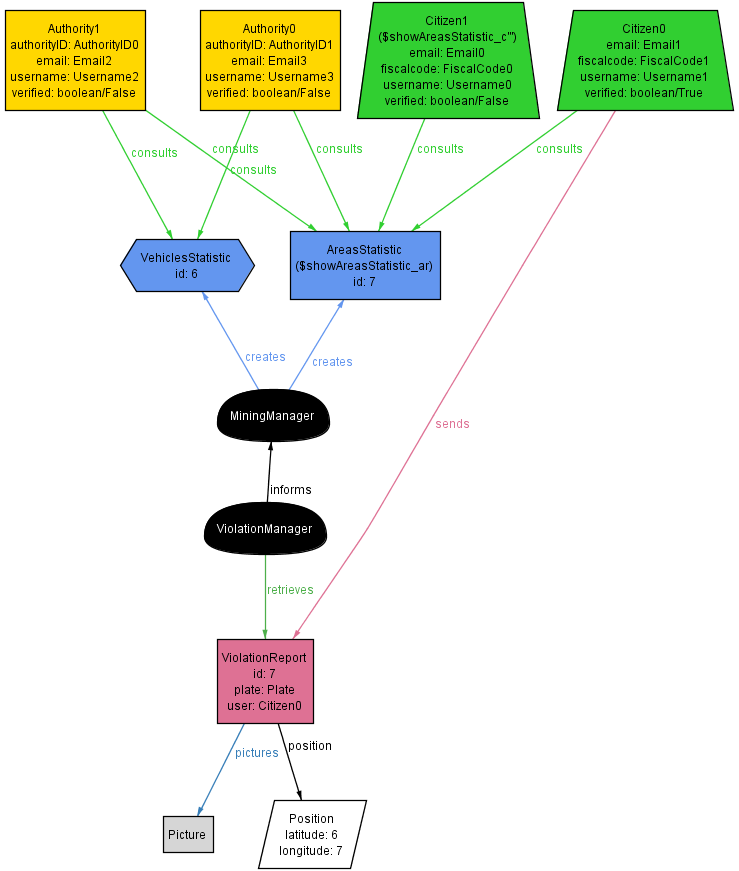 Authority1
authorityID: AuthorityID0
email: Email2
username: Username2
verified: boolean/False
Authority0
authorityID: AuthorityID1
email: Email3
username: Username3
verified: boolean/False
Citizen1
($showAreasStatistic_c''')
email: Email0
fiscalcode: FiscalCode0
username: Username0
verified: boolean/False
Citizen0
email: Email1
fiscalcode: FiscalCode1
username: Username1
verified: boolean/True
consults
consults
consults
consults
consults
consults
VehiclesStatistic
id: 6
AreasStatistic
($showAreasStatistic_ar)
id: 7
creates
creates
MiningManager
sends
informs
ViolationManager
retrieves
ViolationReport
id: 7
plate: Plate
user: Citizen0
pictures
position
Picture
Position
latitude: 6
longitude: 7